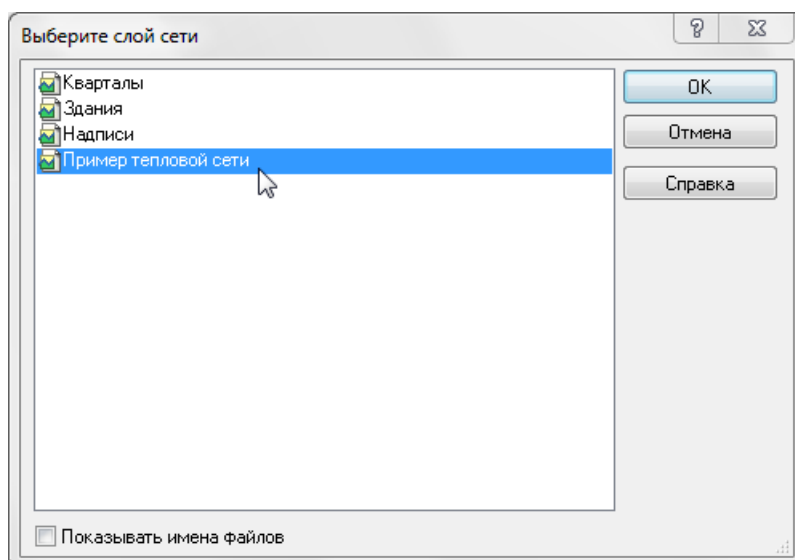 Выберите слой сети
Кварталы
Здания
Надписи
Пример тепловой сети
OK
Отмена
Справка
Показывать имена файлов